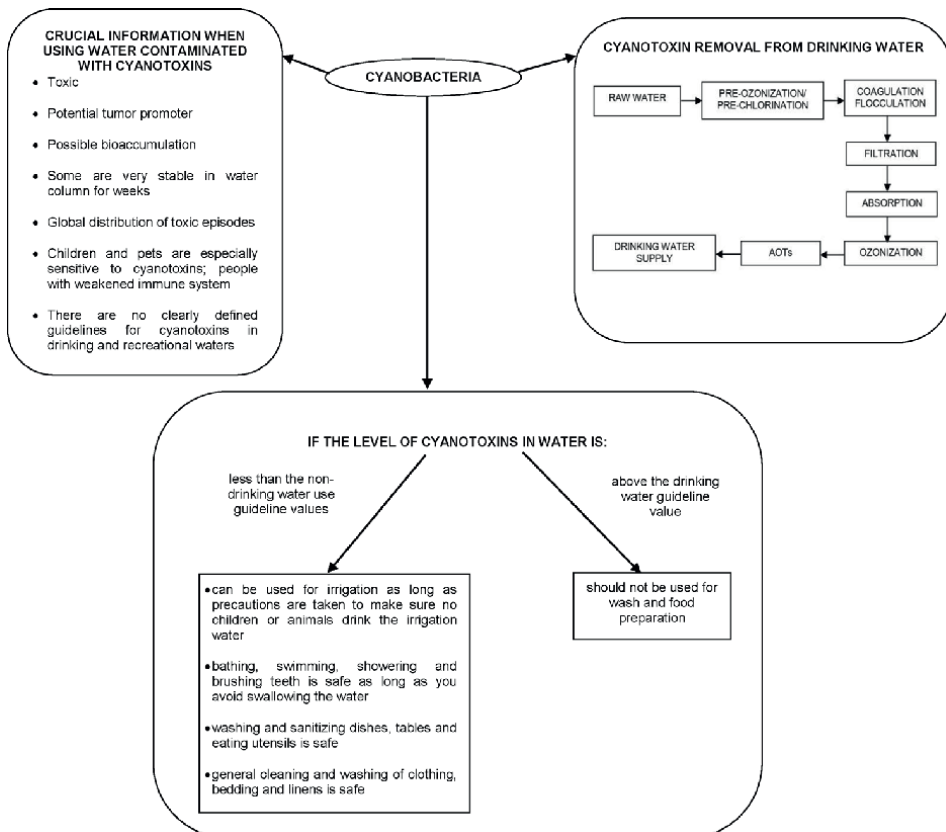 CRUCIAL INFORMATION WHEN
USING WATER CONTAMINATED
WITH CYANOTOXINS
• Toxic
• Potential tumor promoter
• Possible bioaccumulation
• Some are very stable in water
column for weeks
• Global distribution of toxic episodes
• Children and pets are especially
sensitive to cyanotoxins; people
with weakened immune system
• There are no clearly defined
guidelines for cyanotoxins in
drinking and recreational waters
CYANOBACTERIA
CYANOTOXIN REMOVAL FROM DRINKING WATER
RAW WATER
PRE-OZONIZATION/
PRE-CHLORINATION
COAGULATION
FLOCCULATION
FILTRATION
ABSORPTION
OZONIZATION
AOTs
DRINKING WATER
SUPPLY
IF THE LEVEL OF CYANOTOXINS IN WATER IS:
less than the non-
drinking water use
guideline values
above the drinking
water guideline
value
•can be used for irrigation as long as
precautions are taken to make sure no
children or animals drink the irrigation
water
•bathing, swimming, showering and
brushing teeth is safe as long as you
avoid swallowing the water
•washing and sanitizing dishes, tables and
eating utensils is safe
•general cleaning and washing of clothing,
bedding and linens is safe
should not be used for
wash and food
preparation